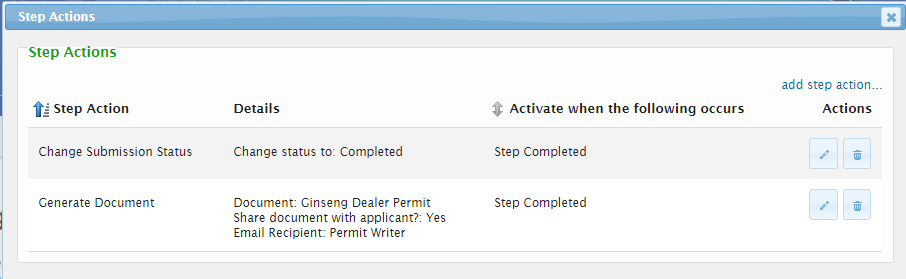 Step Actions
Step Actions
add step action...
Step Action Details Activate when the following occurs Actions
Change Submission Status Change status to: Completed Step Completed
Generate Document Document: Ginseng Dealer Permit Step Completed
Share document with applicant?: Yes
Email Recipient: Permit Writer